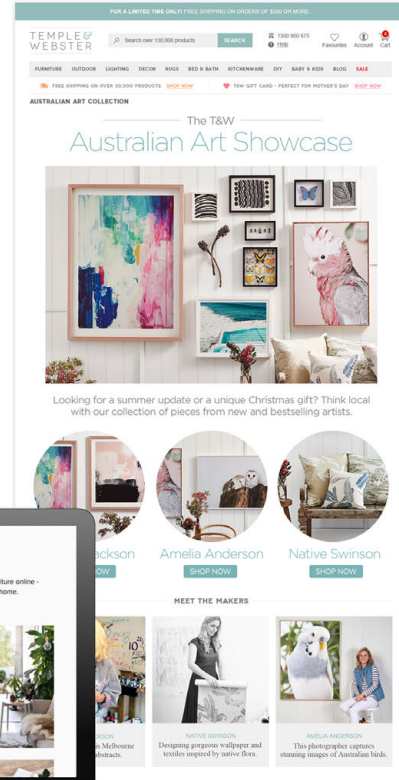 FOR A LIMITED TIME ONLY! FREE SHIPPING ON ORDERS OF $300 OR MORE.
TEMPLE &
WEBSTER
Search over 130,000 products
SEARCH
1300 900 675
Help
Favourites
Account
0
Cart
FURNITURE OUTDOOR LIGHTING DECOR RUGS BED & BATH KITCHENWARE DIY BABY & KIDS BLOG SALE
FREE SHIPPING ON OVER 30,000 PRODUCTS SHOP NOW
T&W GIFT CARD - PERFECT FOR MOTHER'S DAY SHOP NOW
AUSTRALIAN ART COLLECTION
The T&W
Australian Art Showcase
Looking for a summer update or a unique Christmas gift? Think local
with our collection of pieces from new and bestselling artists.
ackson
OW
Amelia Anderson
SHOP NOW
Native Swinson
SHOP NOW
iture online -
home.
MEET THE MAKERS
10
CKSON
s Melbourne
abstracts.
NATIVE SWINSON
Designing gorgeous wallpaper and
textiles inspired by native flora.
AMELIA ANDERSON
This photographer captures
stunning images of Australian birds.